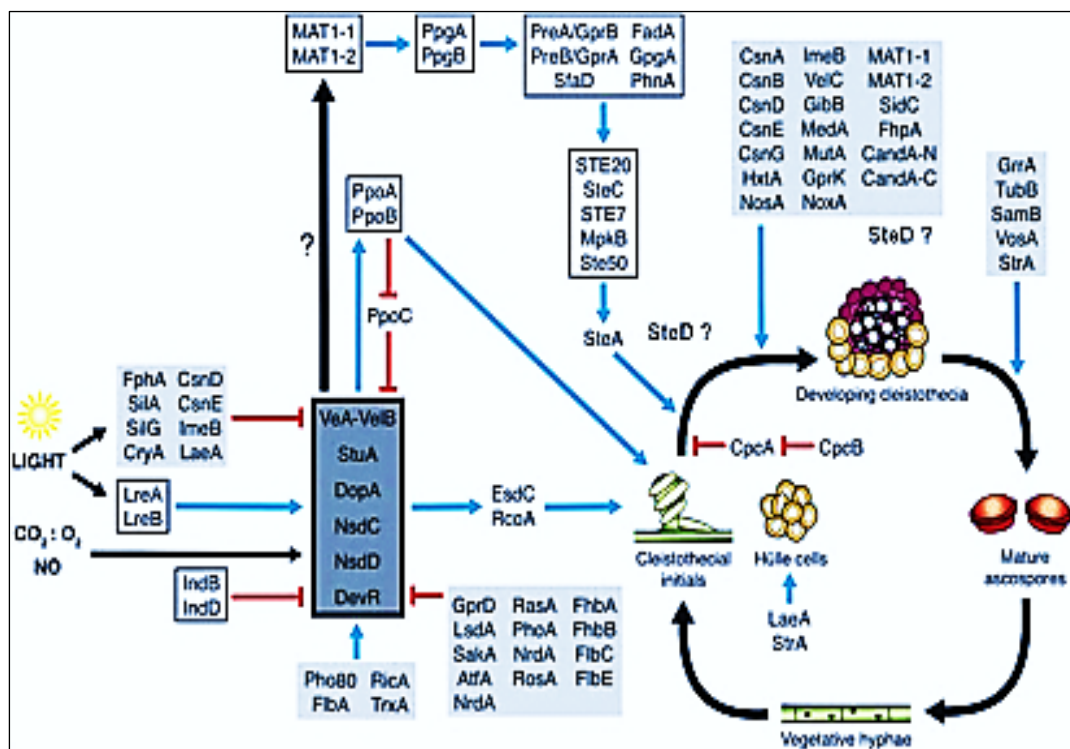 MAT1-1
MAT1-2
PpgA
PpgB
PreA/GprB FadA
PreB/GprA GpgA
SfaD PhnA
CsnA ImeB MAT1-1
CsnB VelC MAT1-2
CsnD GibB SidC
CsnE MedA FhpA
CsnG MutA CandA-N
HxtA GprK CandA-C
NosA NoxA
GrrA
TubB
SamB
VosA
StrA
STE20
SteC
STE7
MpkB
Ste50
PpoA
PpoB
?
SteD ?
PpoC
SteA
SteD ?
Developing cleistothecia
FphA CsnD
SilA CsnE
SilG ImeB
CryA LaeA
LIGHT
LreA
LreB
CO₂ : O₂
NO
IndB
IndD
VeA-VelB
StuA
DopA
NsdC
NsdD
DevR
EsdC
RcoA
CpcA
CpcB
Cleistothecial
initials
Hülle cells
Mature
ascospores
LaeA
StrA
GprD RasA FhbA
LsdA PhoA FhbB
SakA NrdA FlbC
AtfA RosA FlbE
NrdA
Pho80 RicA
FlbA TrxA
Vegetative hyphae